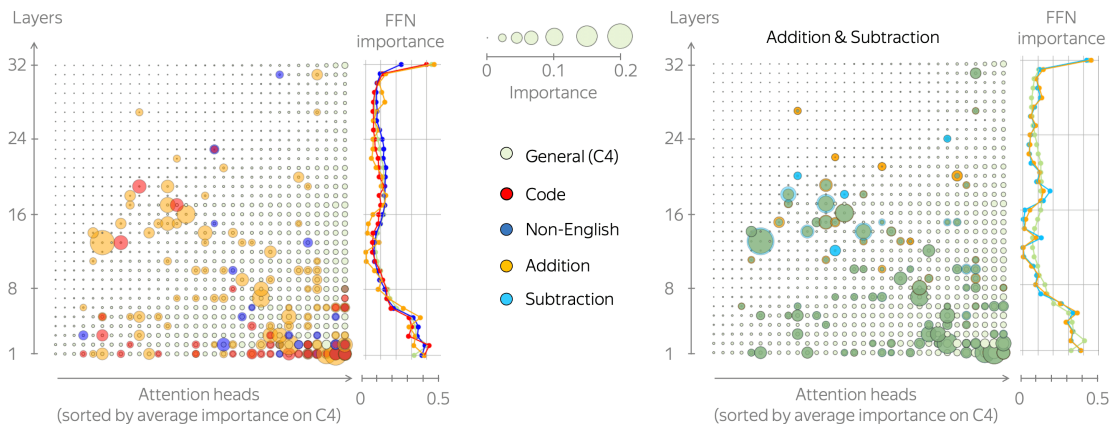 Layers
32
24
16
8
1
Attention heads
(sorted by average importance on C4)
FFN
importance
0
0.5
0
0.1
0.2
Importance
General (C4)
Code
Non-English
Addition
Subtraction
Layers
Addition & Subtraction
32
24
16
8
1
Attention heads
(sorted by average importance on C4)
FFN
importance
0
0.5